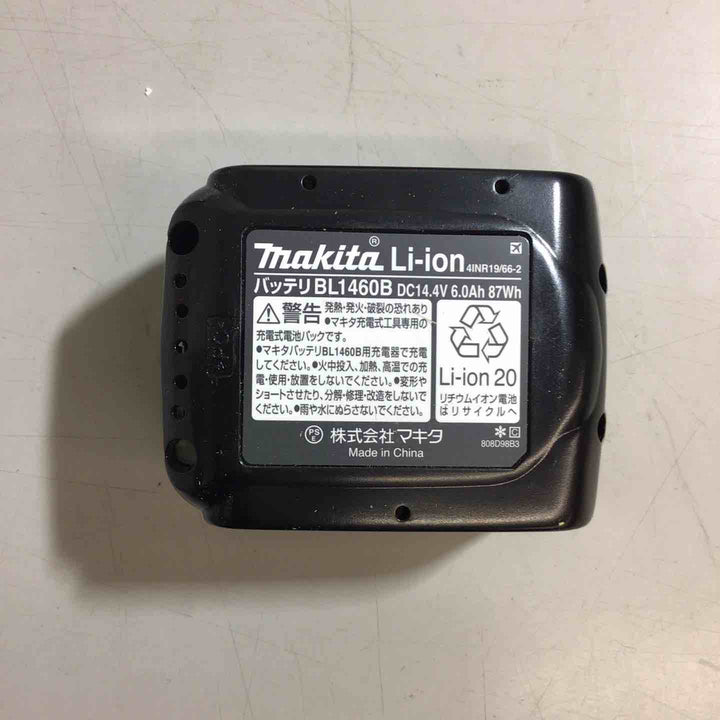 makita® Li-ion 4INR19/66-2
バッテリ BL1460B DC14.4V 6.0Ah 87Wh
⚠警告 発熱・発火・破裂の恐れあり
●マキタ充電式工具専用の
充電式電池パックです。
●マキタバッテリBL1460B用充電器で充電
してください。●火中投入、加熱、高温での充
電・使用・放置をしないでください。●変形や
ショートさせたり、分解・修理・改造をしないで
ください。●雨や水にぬらさないでください。
Li-ion 20
リチウムイオン電池
はリサイクルへ
PSE 株式会社マキタ
Made in China
✻ C
808D98B3